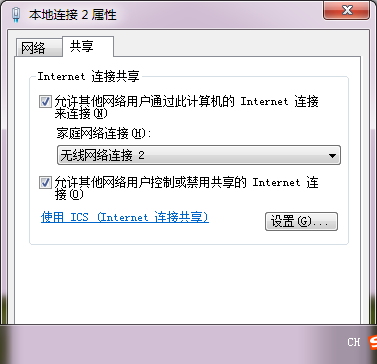 本地连接 2 属性
网络
共享
Internet 连接共享
允许其他网络用户通过此计算机的 Internet 连接
来连接(N)
家庭网络连接(H):
无线网络连接 2
允许其他网络用户控制或禁用共享的 Internet 连
接(O)
使用 ICS (Internet 连接共享)
设置(G)...
CH